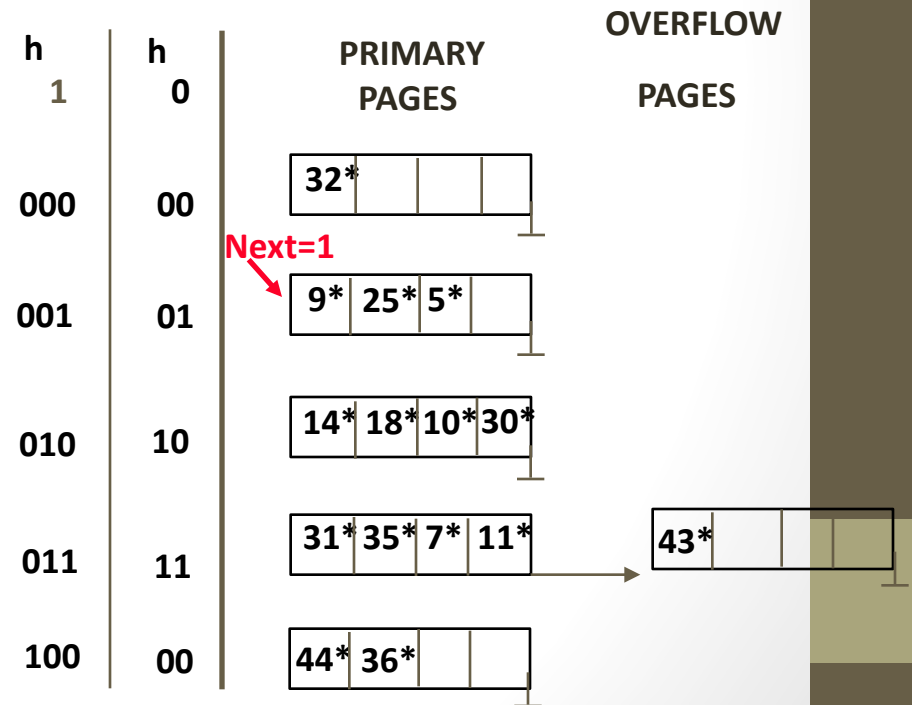 OVERFLOW
PAGES
h h PRIMARY
1 0 PAGES
000 00 32*
Next=1
001 01 9* 25* 5*
010 10 14* 18* 10* 30*
011 11 31* 35* 7* 11* 43*
100 00 44* 36*